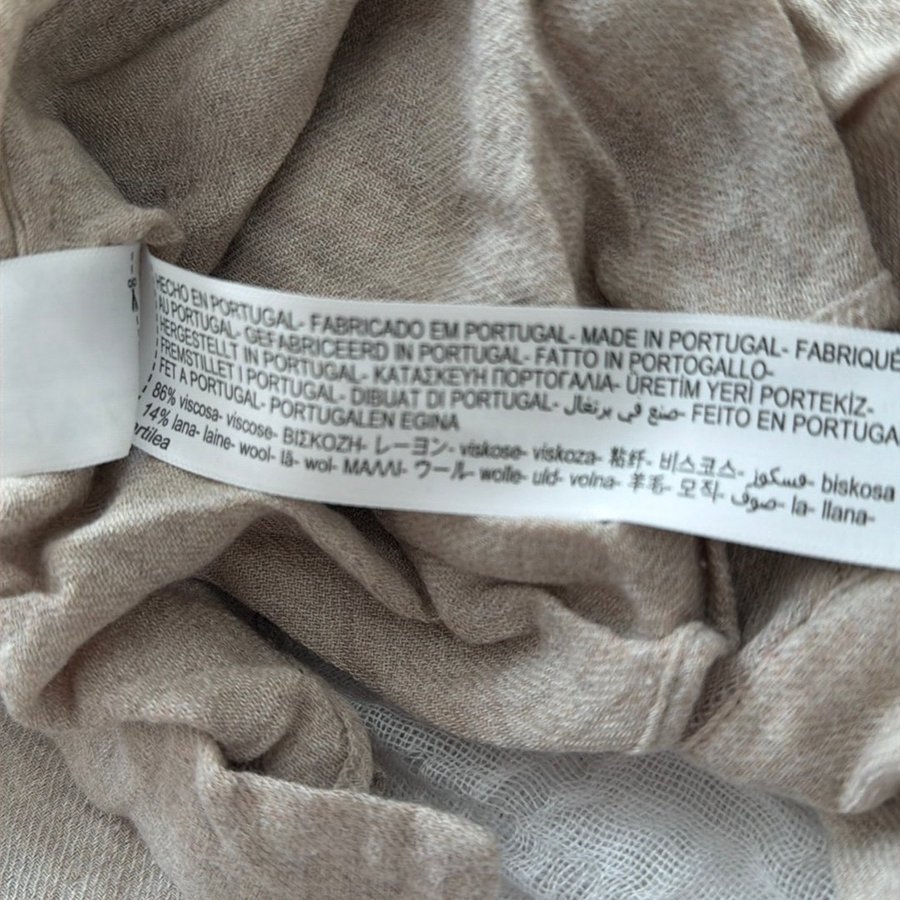 HECHO EN PORTUGAL- FABRICADO EM PORTUGAL- MADE IN PORTUGAL- FABRIQUÉ
AU PORTUGAL- GEFABRICEERD IN PORTUGAL- FATTO IN PORTOGALLO-
HERGESTELLT IN PORTUGAL- ΚΑΤΑΣΚΕΥΗ ΠΟΡΤΟΓΑΛΙΑ- ÜRETİM YERİ PORTEKİZ-
FREMSTILLET I PORTUGAL- DIBUAT DI PORTUGAL- صنع في برتغال- FEITO EN PORTUGA
FET A PORTUGAL- PORTUGALEN EGINA
86% viscosa- viscose- ΒΙΣΚΟΖΗ- レーヨン- viskose- viskoza- 粘纤- 비스코스- فسكوز- biskosa
14% lana- laine- wool- lã- wol- ΜΑΛΛΙ- ウール- wolle- uld- volna- 羊毛- 모직- صوف- la- llana-
artilea